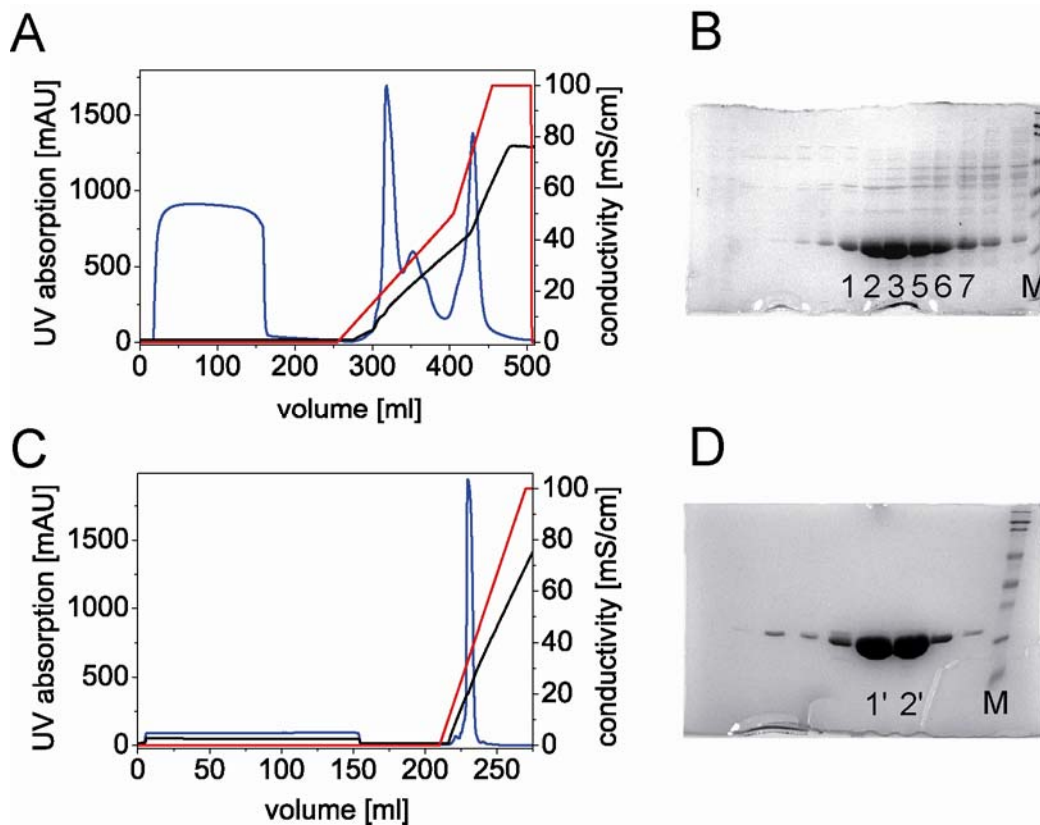 A
B
UV absorption [mAU]
1500
1000
500
0
100
80
60
40
20
0
conductivity [mS/cm]
0 100 200 300 400 500
volume [ml]
1 2 3 5 6 7 M
C
D
UV absorption [mAU]
1500
1000
500
0
100
80
60
40
20
0
conductivity [mS/cm]
0 50 100 150 200 250
volume [ml]
1' 2' M